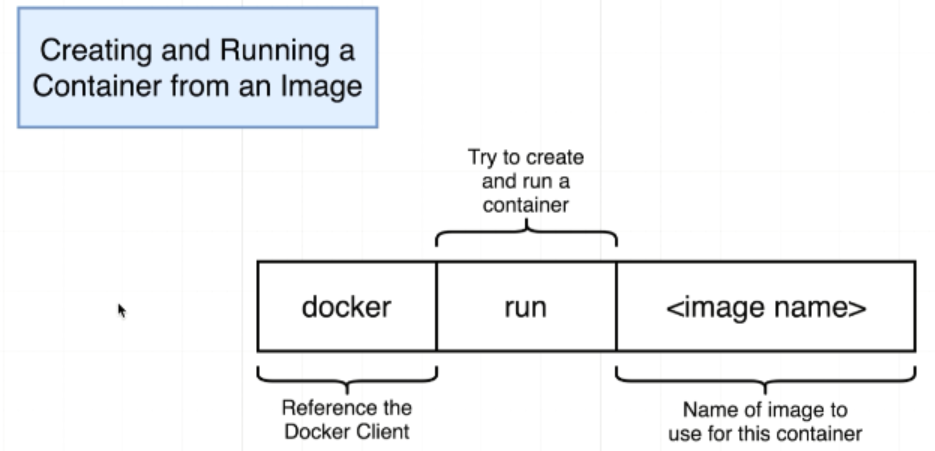 Creating and Running a
Container from an Image
Try to create
and run a
container
docker
run
<image name>
Reference the
Docker Client
Name of image to
use for this container